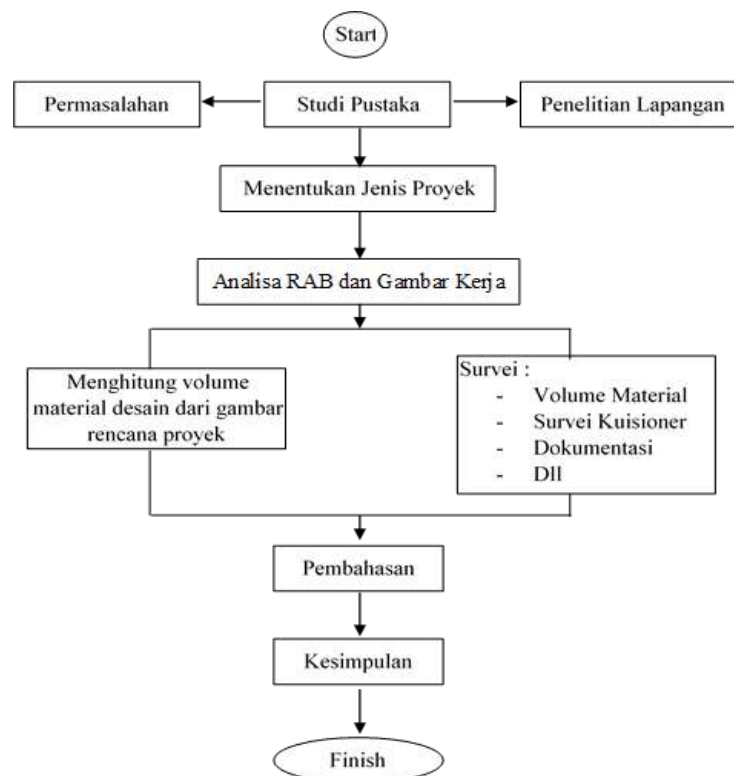 Start
Permasalahan
Studi Pustaka
Penelitian Lapangan
Menentukan Jenis Proyek
Analisa RAB dan Gambar Kerja
Menghitung volume
material desain dari gambar
rencana proyek
Survei :
- Volume Material
- Survei Kuisioner
- Dokumentasi
- Dll
Pembahasan
Kesimpulan
Finish